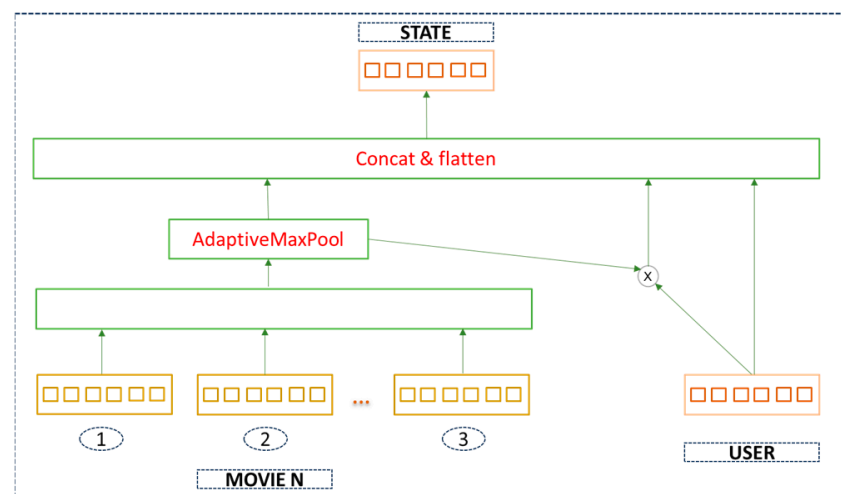 STATE
Concat & flatten
AdaptiveMaxPool
X
...
1
2
3
MOVIE N
USER